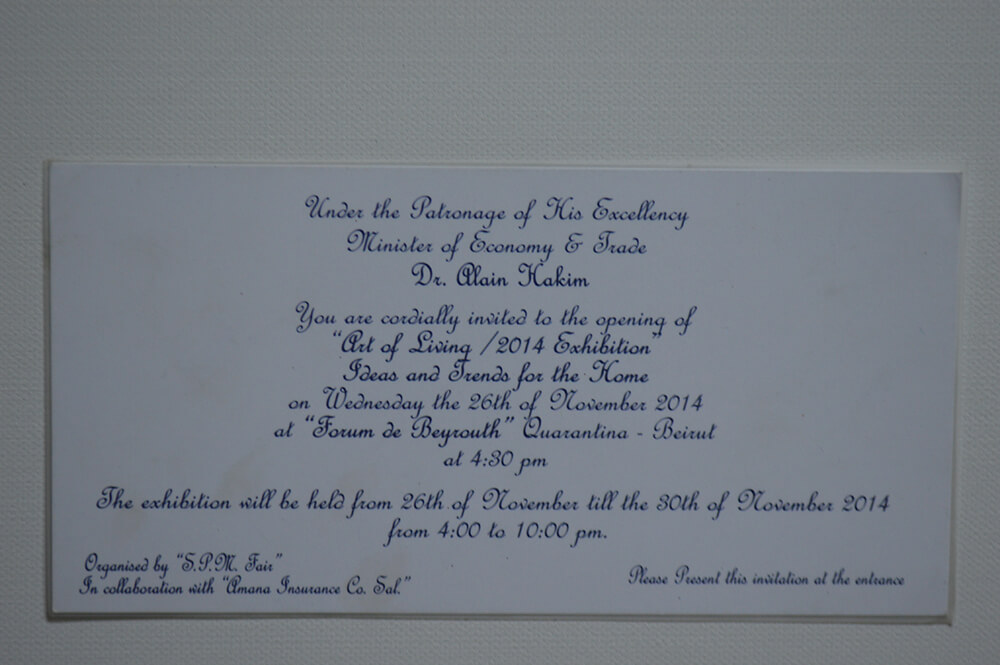 Under the Patronage of His Excellency
Minister of Economy & Trade
Dr. Alain Hakim
You are cordially invited to the opening of
"Art of Living /2014 Exhibition"
Ideas and Trends for the Home
on Wednesday the 26th of November 2014
at "Forum de Beyrouth" Quarantina - Beirut
at 4:30 pm
The exhibition will be held from 26th of November till the 30th of November 2014
from 4:00 to 10:00 pm.
Organised by "S.P.M. Fair"
In collaboration with "Amana Insurance Co. Sal."
Please Present this invitation at the entrance